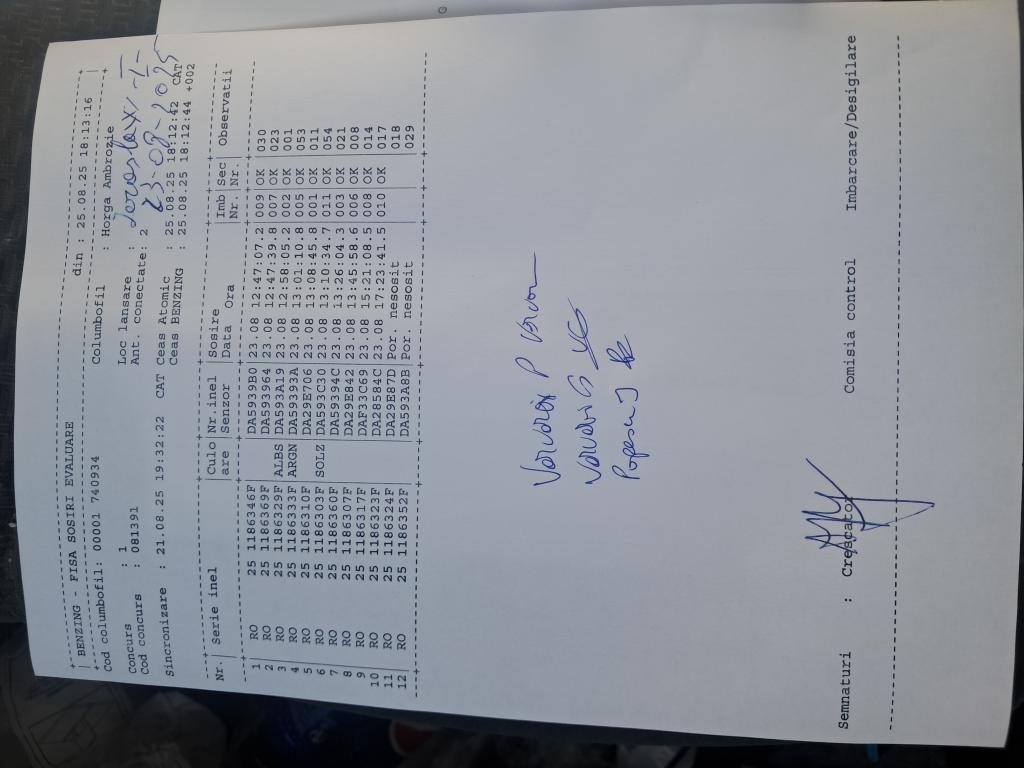 BENZING - FISA SOSIRI EVALUARE din : 25.08.25 18:13:16
Cod columbofil: 00001 740934 Columbofil : Horga Ambrozie
Concurs : 1 Loc lansare :
Cod concurs : 081391 Ant. conectate: 2 23-08-2025
Sincronizare : 21.08.25 19:32:22 CAT Ceas Atomic : 25.08.25 18:12:42 CAT
Ceas BENZING : 25.08.25 18:12:44 +002
Nr. | Serie inel | Culo | Nr.inel | Sosire | Imb | Sec | Observatii
are | Senzor | Data Ora | Nr. | Nr.
1 RO 25 1186346F DA5939B0 23.08 12:47:07.2 009 OK 030
2 RO 25 1186369F DA593964 23.08 12:47:39.8 007 OK 023
3 RO 25 1186329F ALBS DA593A19 23.08 12:58:05.2 002 OK 001
4 RO 25 1186333F ARGN DA59393A 23.08 13:01:10.8 005 OK 053
5 RO 25 1186310F DA29E706 23.08 13:08:45.8 001 OK 011
6 RO 25 1186303F SOLZ DA593C30 23.08 13:10:34.7 011 OK 054
7 RO 25 1186360F DA59394C 23.08 13:26:04.3 003 OK 021
8 RO 25 1186307F DA29E842 23.08 13:45:58.6 006 OK 008
9 RO 25 1186317F DAF33C69 23.08 15:21:08.5 008 OK 014
10 RO 25 1186323F DA28584C 23.08 17:23:41.5 010 OK 017
11 RO 25 1186324F DA29E87D Por. nesosit 018
12 RO 25 1186352F DA593A8B Por. nesosit 029
Popescu J
Semnaturi : Crescator Comisia control Imbarcare/Desigilare